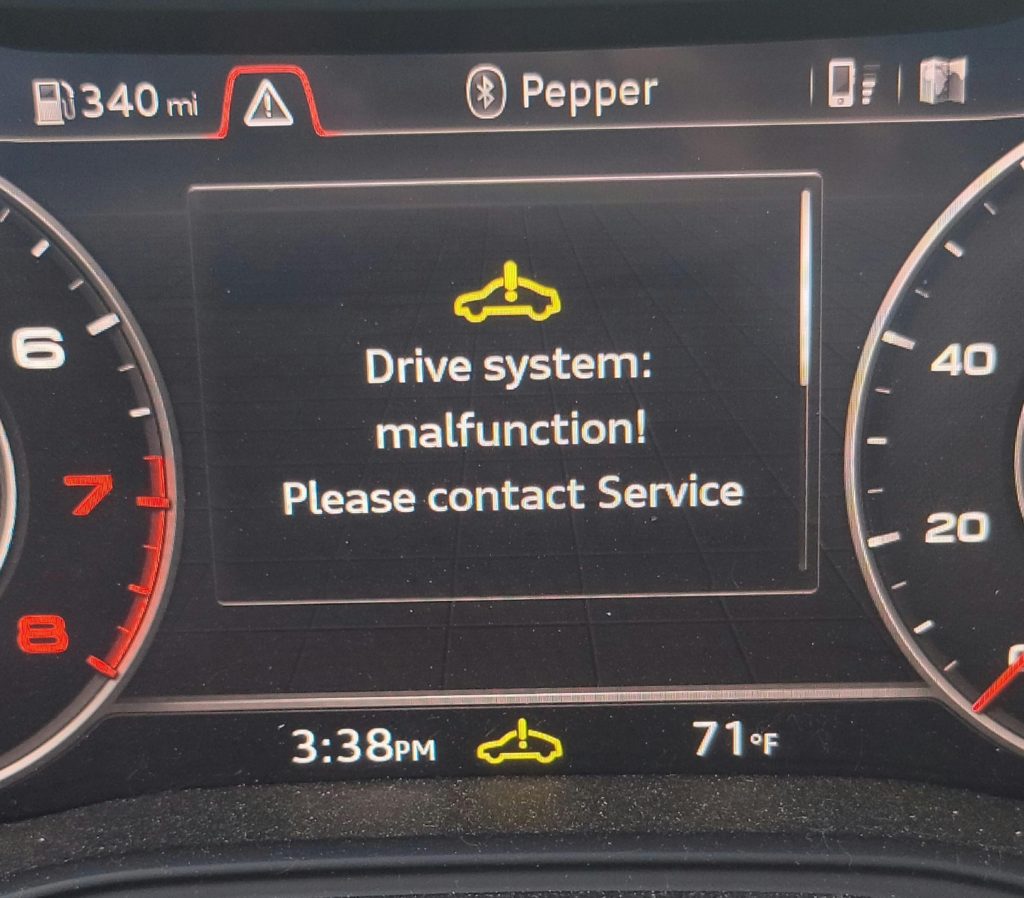 340 mi
Pepper
Drive system:
malfunction!
Please contact Service
6
7
8
40
20
3:38PM
71°F